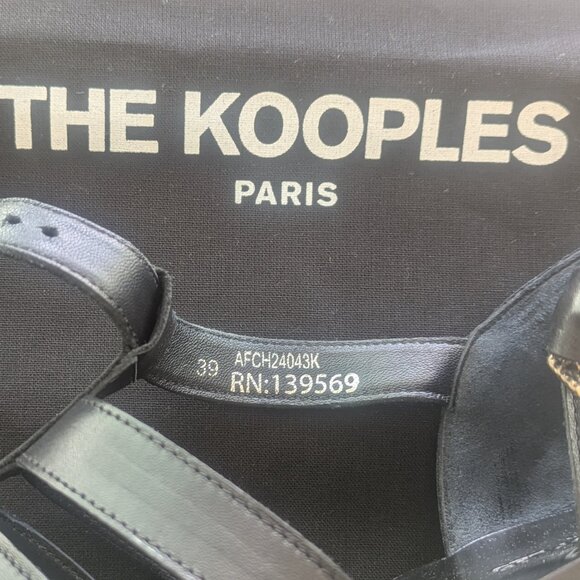 THE KOOPLES
PARIS
39 AFCH24043K
RN:139569